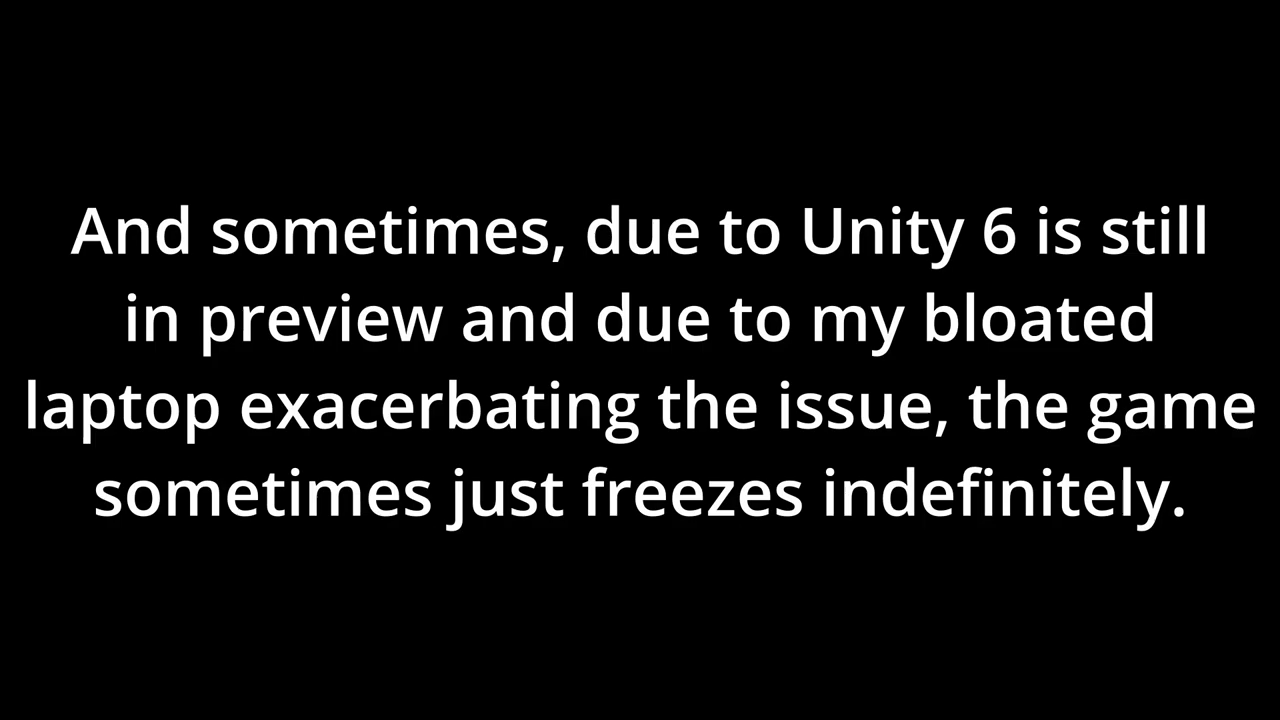 And sometimes, due to Unity 6 is still
in preview and due to my bloated
laptop exacerbating the issue, the game
sometimes just freezes indefinitely.